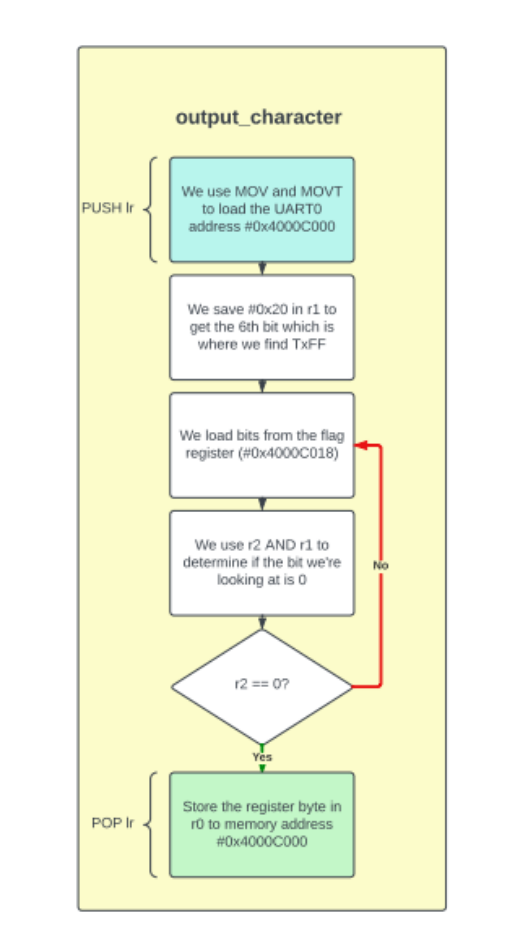 output_character
PUSH lr
We use MOV and MOVT
to load the UART0
address #0x4000C000
We save #0x20 in r1 to
get the 6th bit which is
where we find TxFF
We load bits from the flag
register (#0x4000C018)
We use r2 AND r1 to
determine if the bit we're
looking at is 0
No
r2 == 0?
Yes
POP lr
Store the register byte in
r0 to memory address
#0x4000C000